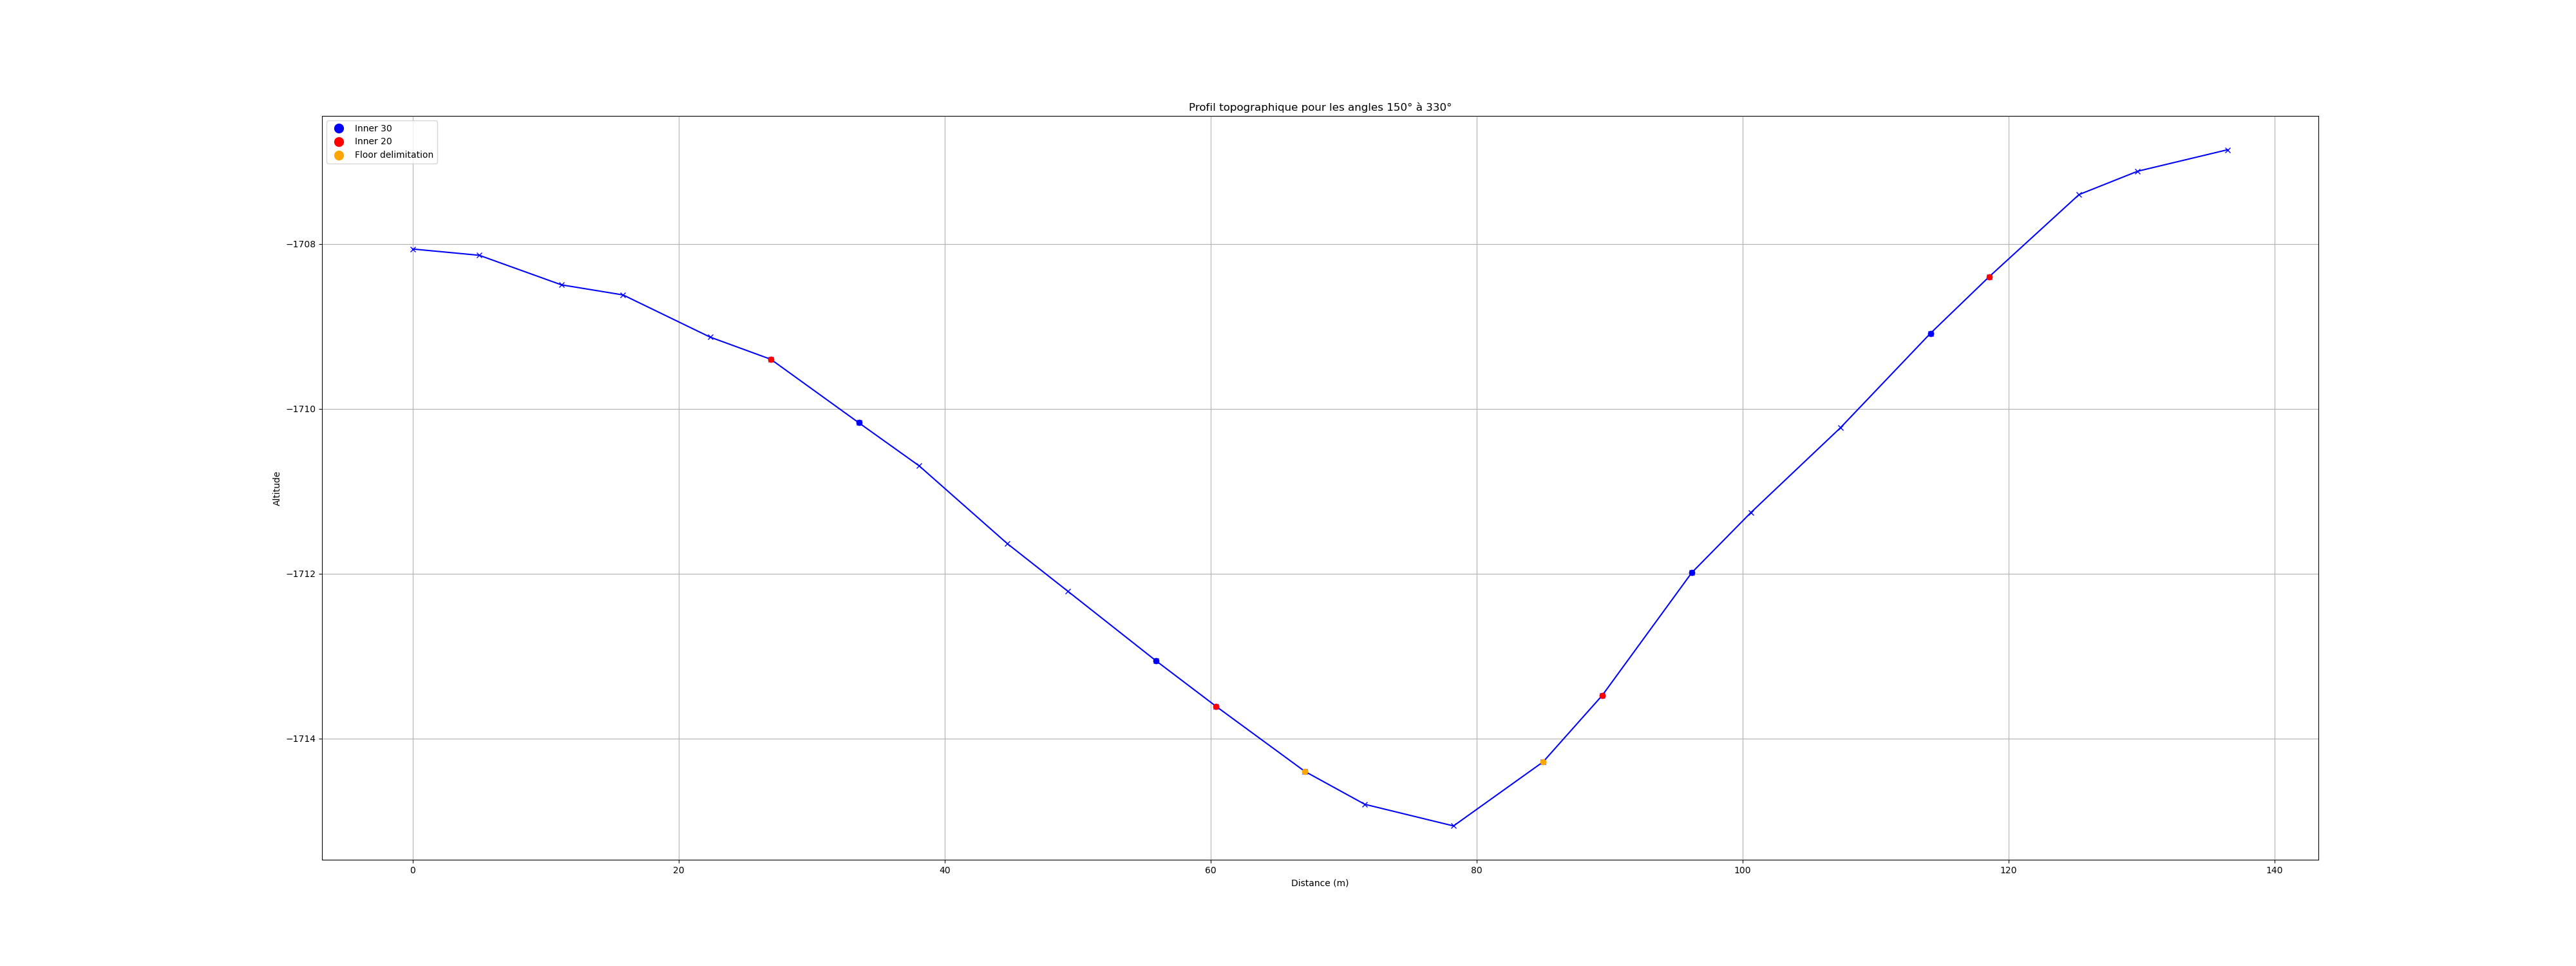 Profil topographique pour les angles 150° à 330°
Inner 30
Inner 20
Floor delimitation
Altitude
−1708
−1710
−1712
−1714
0 20 40 60 80 100 120 140
Distance (m)